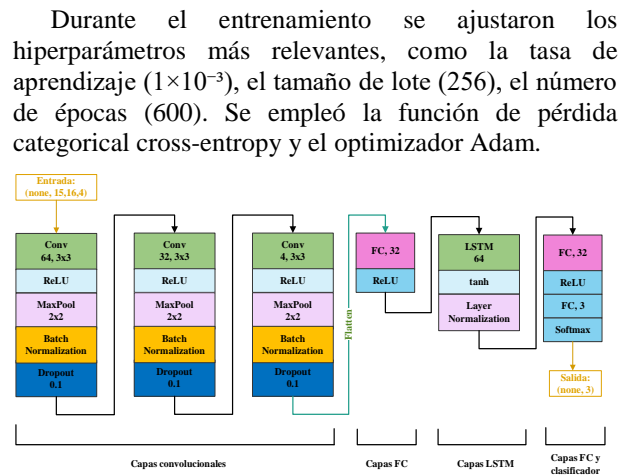 Durante el entrenamiento se ajustaron los
hiperparámetros más relevantes, como la tasa de
aprendizaje (1×10⁻³), el tamaño de lote (256), el número
de épocas (600). Se empleó la función de pérdida
categorical cross-entropy y el optimizador Adam.
Entrada:
(none, 15,16,4)
Conv
64, 3x3
ReLU
MaxPool
2x2
Batch
Normalization
Dropout
0.1
Conv
32, 3x3
ReLU
MaxPool
2x2
Batch
Normalization
Dropout
0.1
Conv
4, 3x3
ReLU
MaxPool
2x2
Batch
Normalization
Dropout
0.1
Flatten
FC, 32
ReLU
LSTM
64
tanh
Layer
Normalization
FC, 32
ReLU
FC, 3
Softmax
Salida:
(none, 3)
Capas convolucionales
Capas FC
Capas LSTM
Capas FC y
clasificador